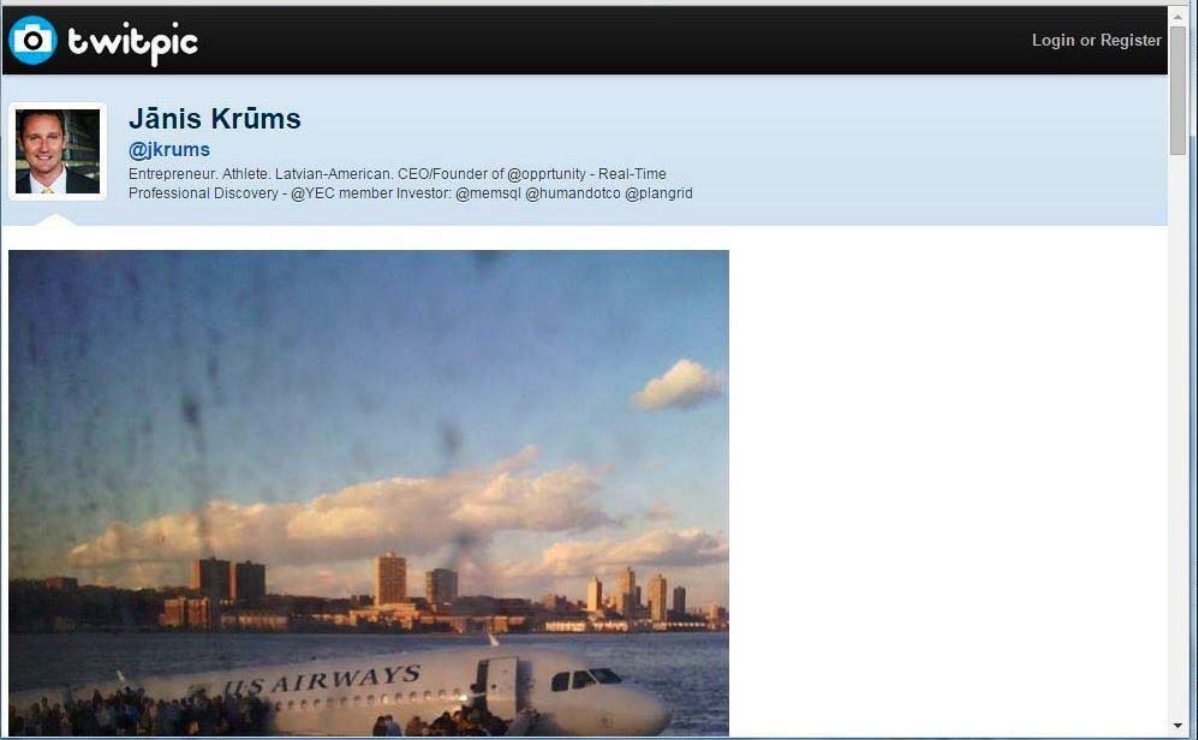 twitpic
Login or Register
Jānis Krūms
@jkrums
Entrepreneur. Athlete. Latvian-American. CEO/Founder of @opprtunity - Real-Time
Professional Discovery - @YEC member Investor: @memsql @humandotco @plangrid
US AIRWAYS